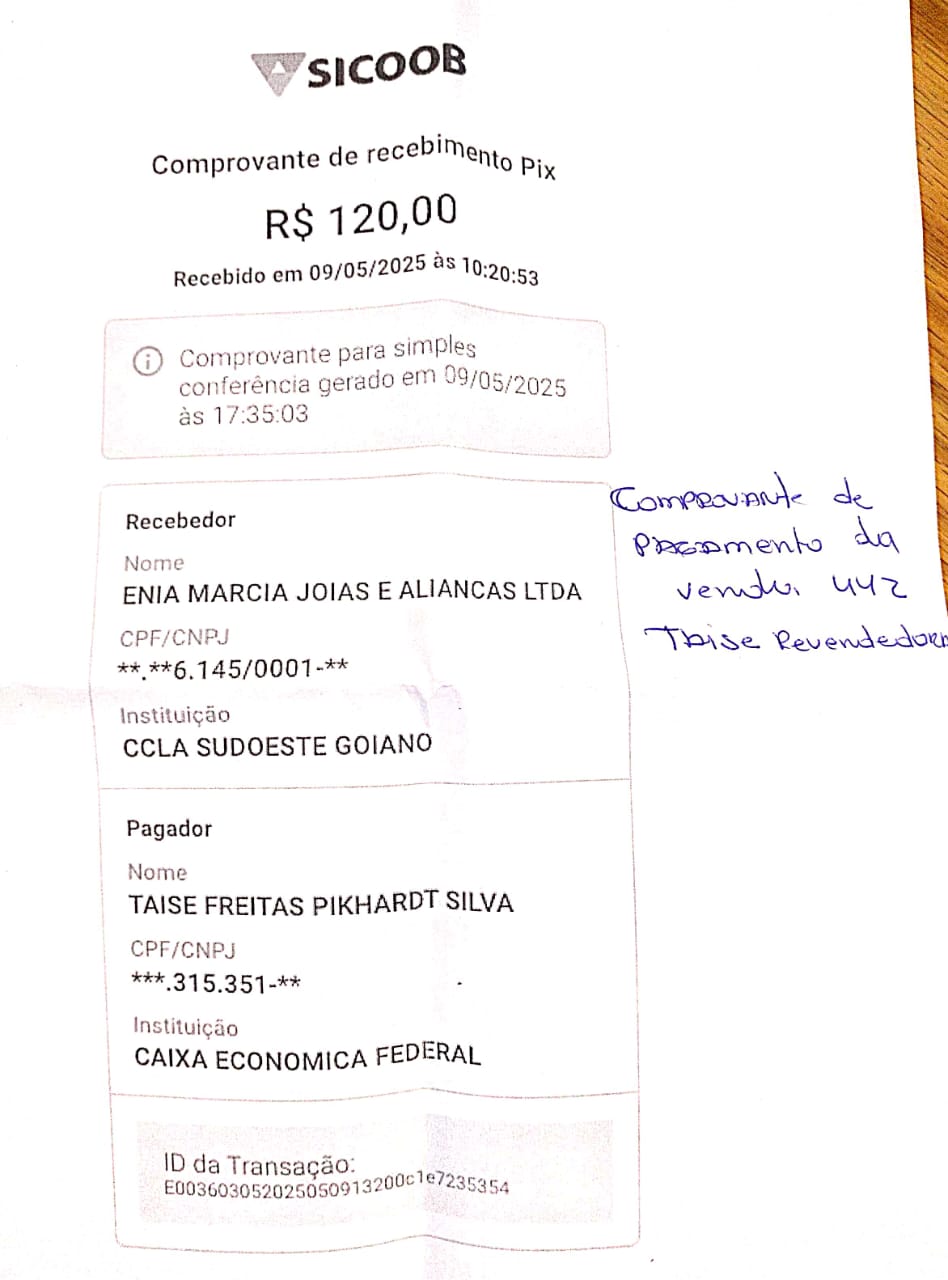 SICOOB
Comprovante de recebimento Pix
R$ 120,00
Recebido em 09/05/2025 às 10:20:53
Comprovante para simples
conferência gerado em 09/05/2025
às 17:35:03
Recebedor
Nome
ENIA MARCIA JOIAS E ALIANCAS LTDA
CPF/CNPJ
**.**6.145/0001-**
Instituição
CCLA SUDOESTE GOIANO
Comprovante de
Pagamento da
venda 442
Taise Revendedora
Pagador
Nome
TAISE FREITAS PIKHARDT SILVA
CPF/CNPJ
***.315.351-**
Instituição
CAIXA ECONOMICA FEDERAL
ID da Transação:
E003603052025050913200c1e7235354